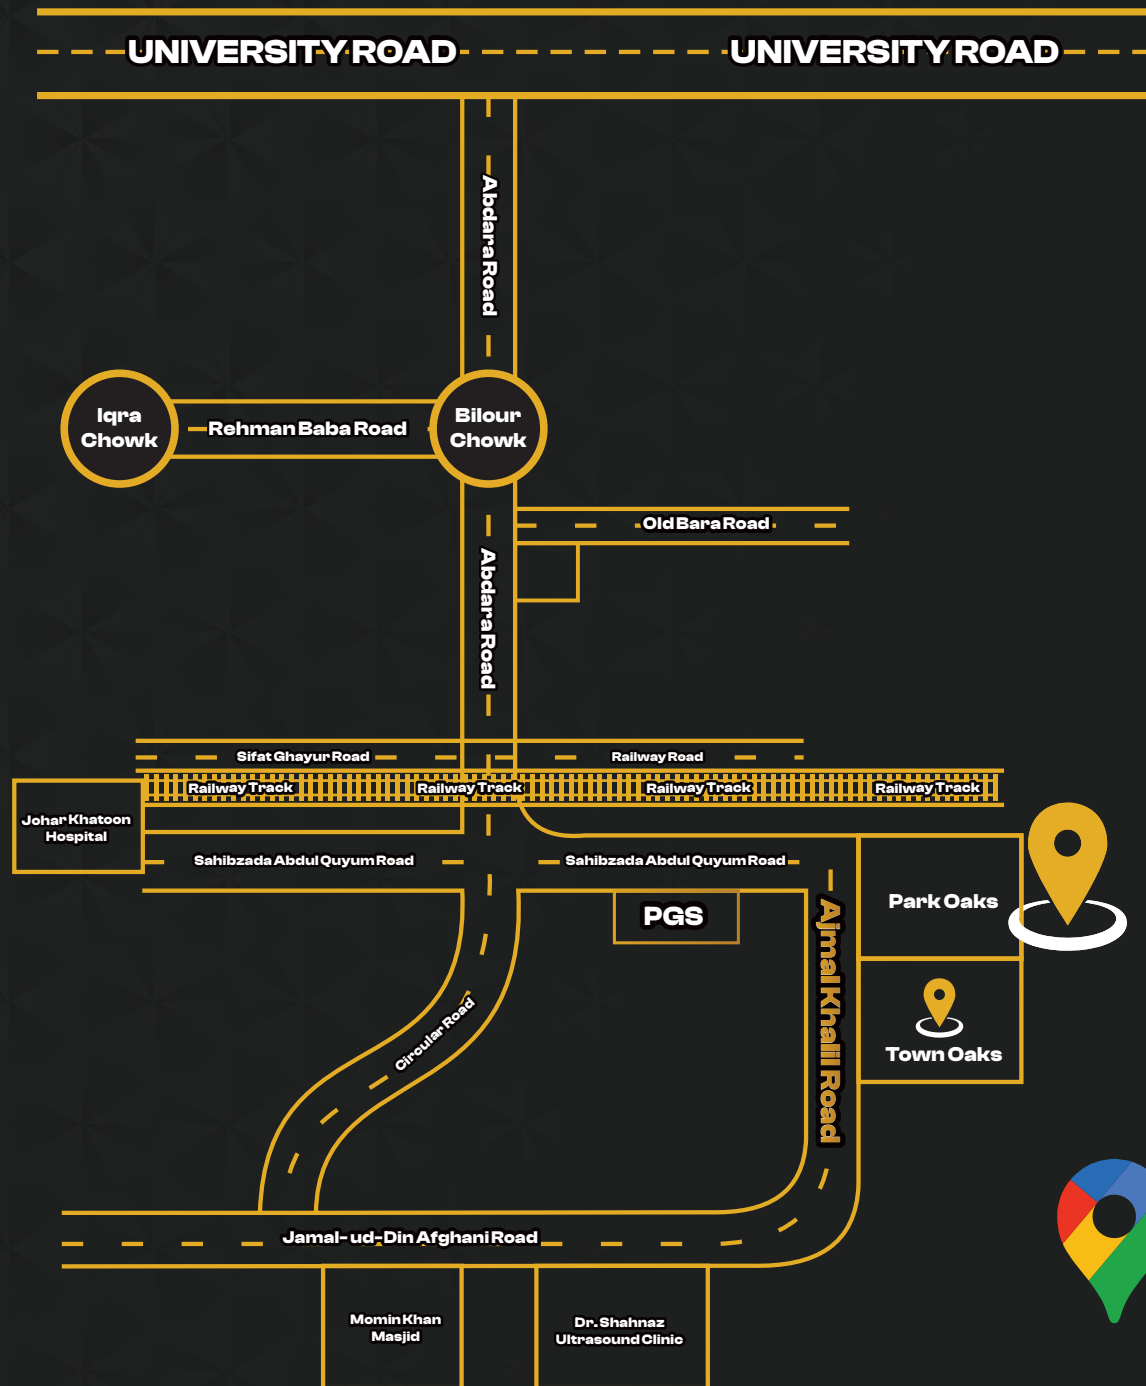 UNIVERSITY ROAD
UNIVERSITY ROAD
Abdara Road
Iqra
Chowk
Rehman Baba Road
Bilour
Chowk
Old Bara Road
Abdara Road
Sifat Ghayur Road
Railway Road
Railway Track
Railway Track
Railway Track
Railway Track
Johar Khatoon
Hospital
Sahibzada Abdul Quyum Road
Sahibzada Abdul Quyum Road
PGS
Park Oaks
Ajmal Khalil Road
Circular Road
Town Oaks
Jamal-ud-Din Afghani Road
Momin Khan
Masjid
Dr. Shahnaz
Ultrasound Clinic